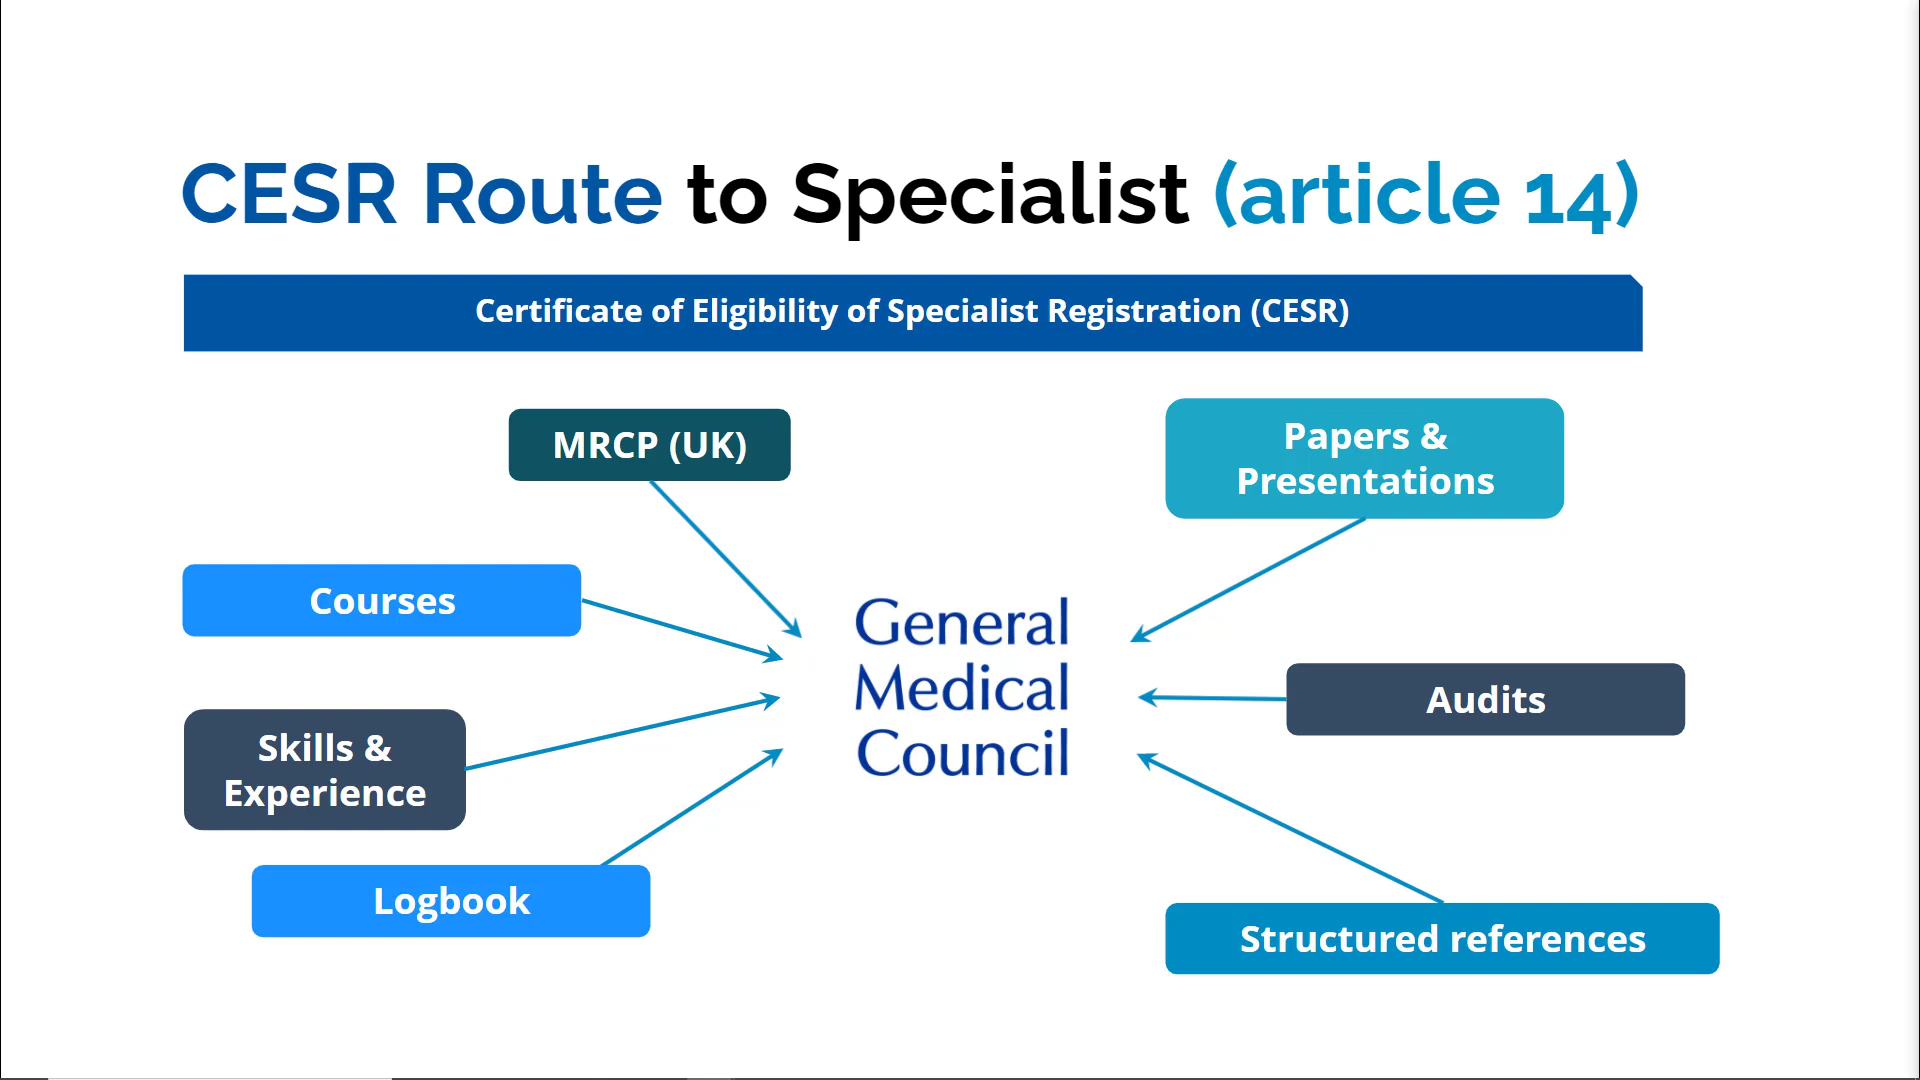 CESR Route to Specialist (article 14)
Certificate of Eligibility of Specialist Registration (CESR)
MRCP (UK)
Papers &
Presentations
Courses
General
Medical
Council
Audits
Skills &
Experience
Logbook
Structured references